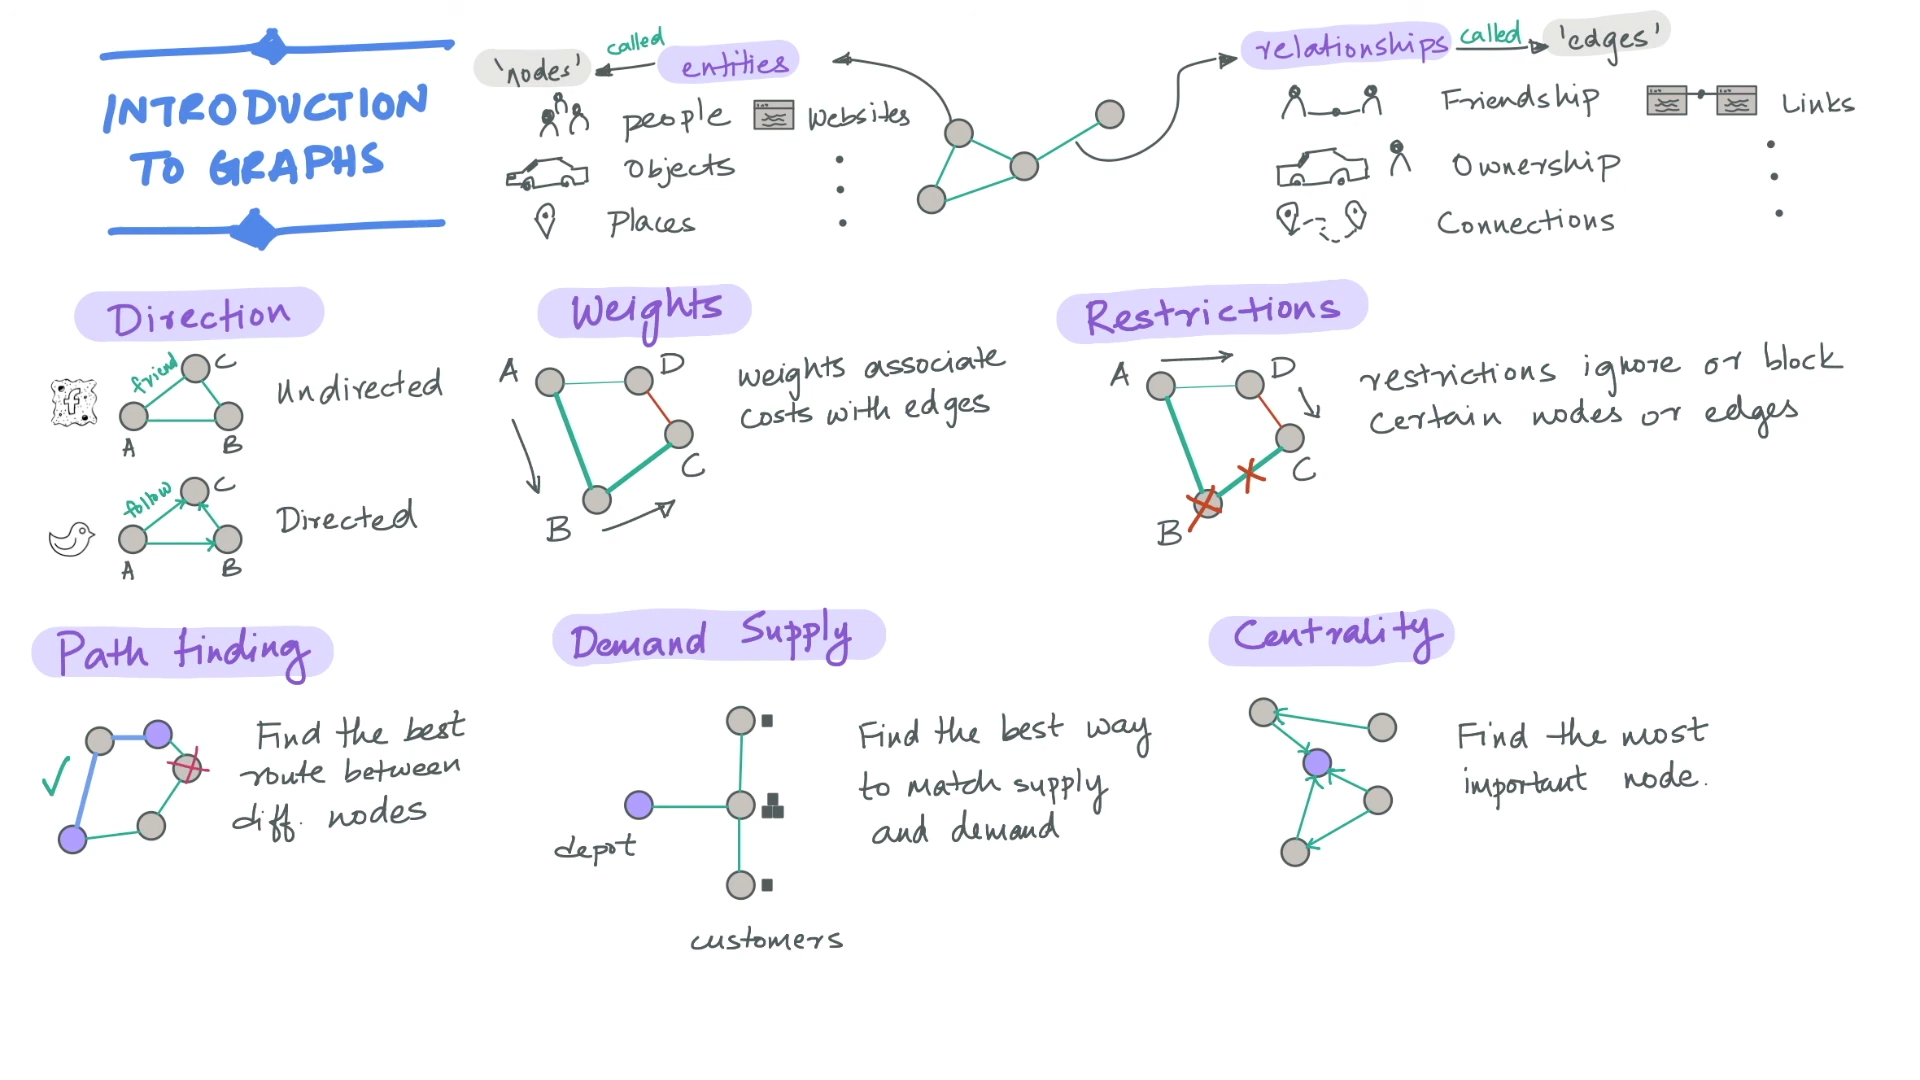 INTRODUCTION
TO GRAPHS
'nodes' called entities
people Websites
Objects
Places
relationships called 'edges'
Friendship Links
Ownership
Connections
Direction
friend
C
Undirected
f
A B
follow
C
Directed
A B
Weights
A D
C
B
weights associate
costs with edges
Restrictions
A D
C
B
restrictions ignore or block
certain nodes or edges
Path finding
Find the best
route between
diff. nodes
Demand Supply
depot
customers
Find the best way
to match supply
and demand
Centrality
Find the most
important node.